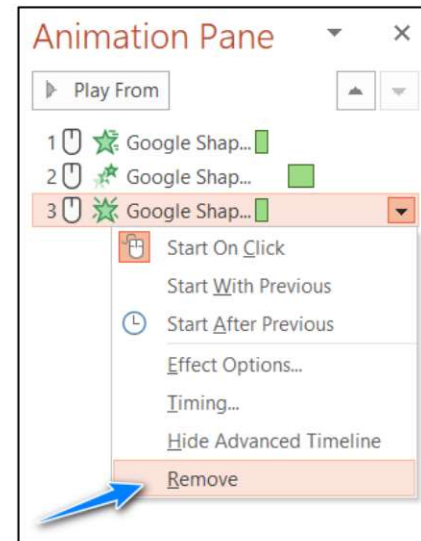 Animation Pane
Play From
1 Google Shap...
2 Google Shap...
3 Google Shap...
Start On Click
Start With Previous
Start After Previous
Effect Options...
Timing...
Hide Advanced Timeline
Remove